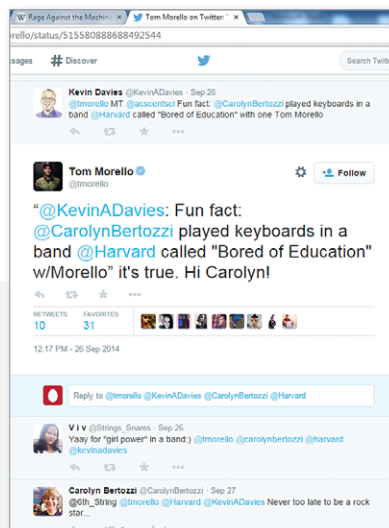 Rage Against the Machine
Tom Morello on Twitter: "
rello/status/515580888688492544
sages # Discover Search Twitt
Kevin Davies @KevinADavies · Sep 26
@tmorello MT @acscentsci Fun fact: @CarolynBertozzi played keyboards in a
band @Harvard called "Bored of Education" with one Tom Morello
Tom Morello
@tmorello
Follow
“@KevinADavies: Fun fact:
@CarolynBertozzi played keyboards in a
band @Harvard called "Bored of Education"
w/Morello” it's true. Hi Carolyn!
RETWEETS FAVORITES
10 31
12:17 PM - 26 Sep 2014
Reply to @tmorello @KevinADavies @CarolynBertozzi @Harvard
V i v @Strings_Snares · Sep 26
Yaay for "girl power" in a band:) @tmorello @carolynbertozzi @harvard
@kevinadavies
Carolyn Bertozzi @CarolynBertozzi · Sep 27
@6th_String @tmorello @Harvard @KevinADavies Never too late to be a rock
star...